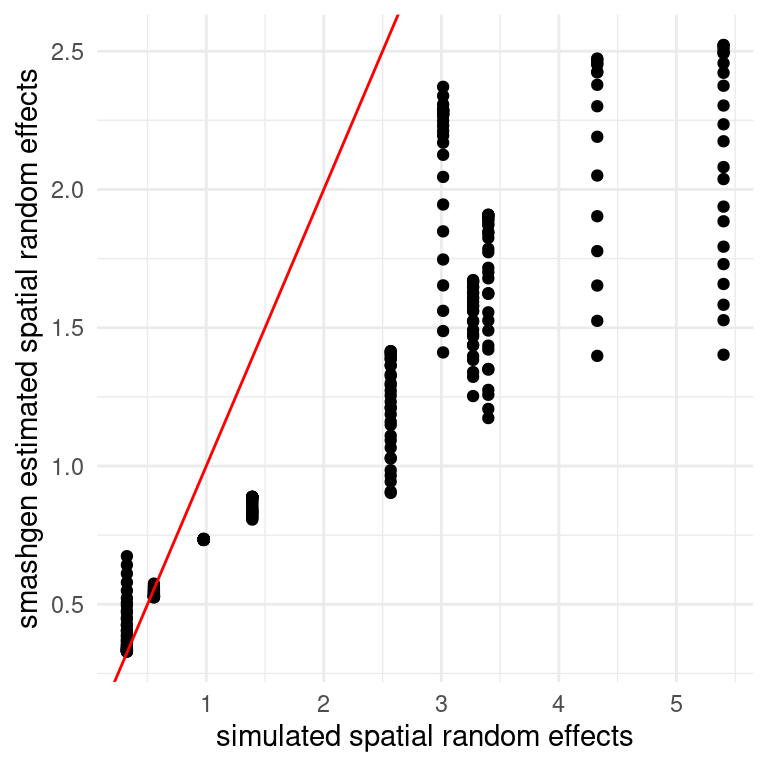 2.5
2.0
1.5
1.0
0.5
smashgen estimated spatial random effects
1 2 3 4 5
simulated spatial random effects